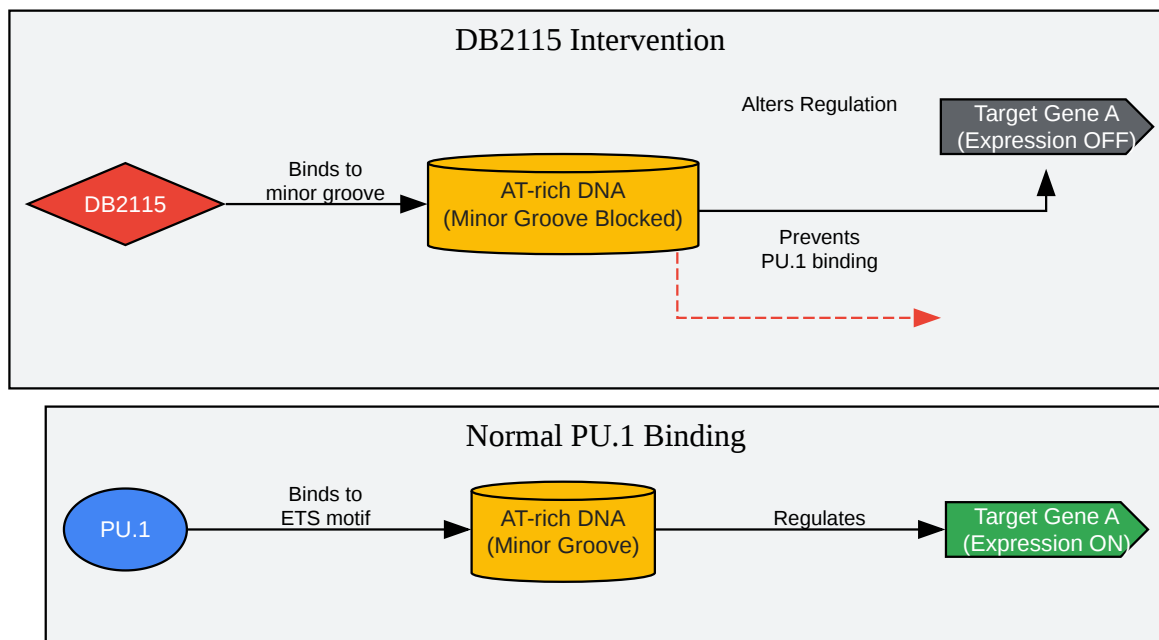 DB2115 Intervention
Alters Regulation
Target Gene A
(Expression OFF)
Binds to
minor groove
DB2115
AT-rich DNA
(Minor Groove Blocked)
Prevents
PU.1 binding
Normal PU.1 Binding
PU.1
Binds to
ETS motif
AT-rich DNA
(Minor Groove)
Regulates
Target Gene A
(Expression ON)